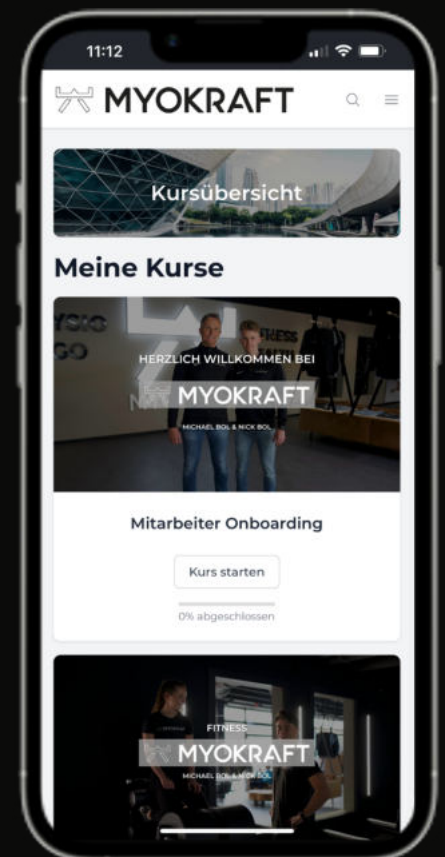 11:12
MYOKRAFT
Kursübersicht
Meine Kurse
HERZLICH WILLKOMMEN BEI
MYOKRAFT
MICHAEL BOL & NICK BOL
Mitarbeiter Onboarding
Kurs starten
0% abgeschlossen
FITNESS
MYOKRAFT
MICHAEL BOL & NICK BOL